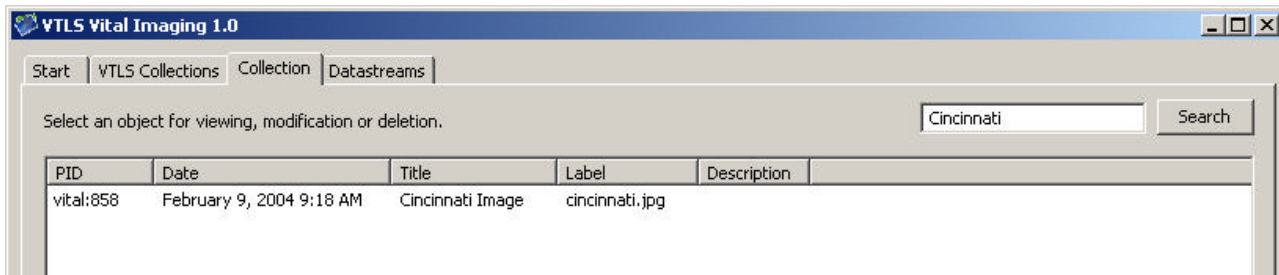 VTLS Vital Imaging 1.0
Start VTLS Collections Collection Datastreams
Select an object for viewing, modification or deletion. Cincinnati Search
PID Date Title Label Description
vital:858 February 9, 2004 9:18 AM Cincinnati Image cincinnati.jpg